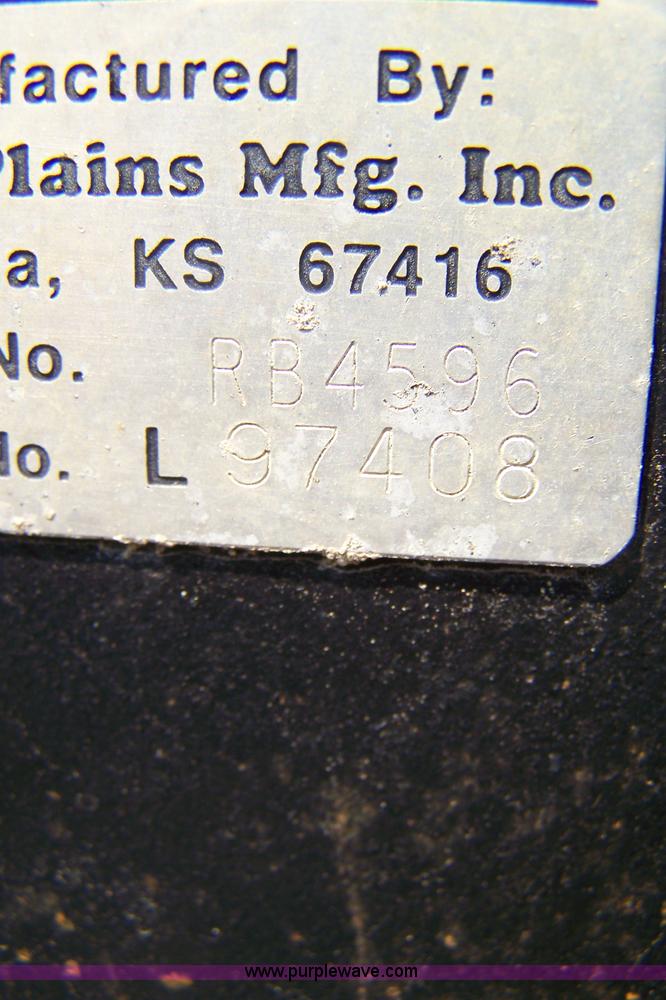 factured By:
Plains Mfg. Inc.
a, KS 67416
No. RB4596
No. L 97408
www.purplewave.com